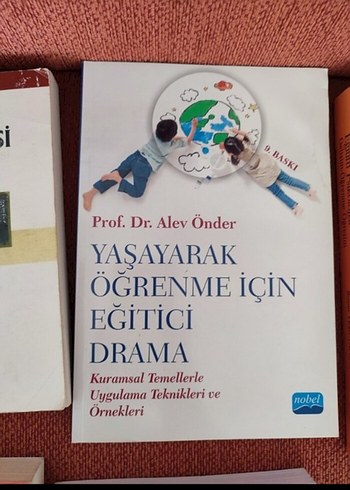 9. BASKI
Prof. Dr. Alev Önder
YAŞAYARAK
ÖĞRENME İÇİN
EĞİTİCİ
DRAMA
Kuramsal Temellerle
Uygulama Teknikleri ve
Örnekleri
nobel
Sİ